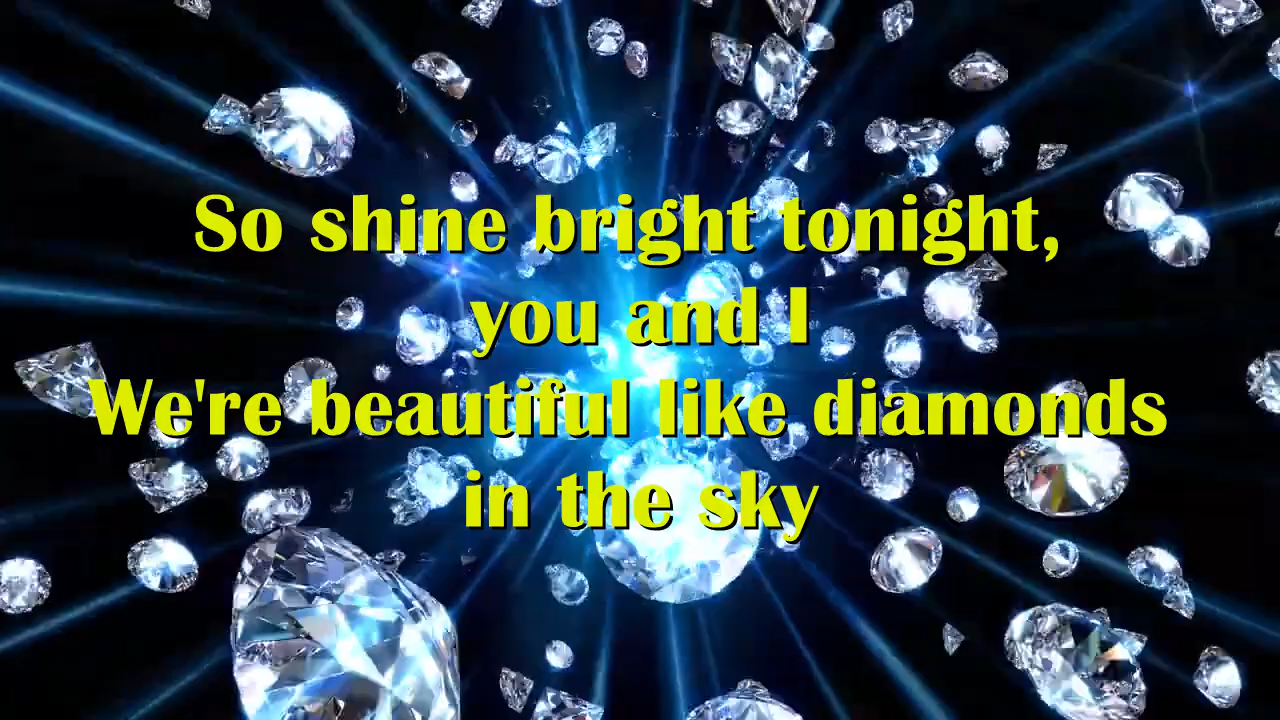 So shine bright tonight,
you and I
We're beautiful like diamonds
in the sky